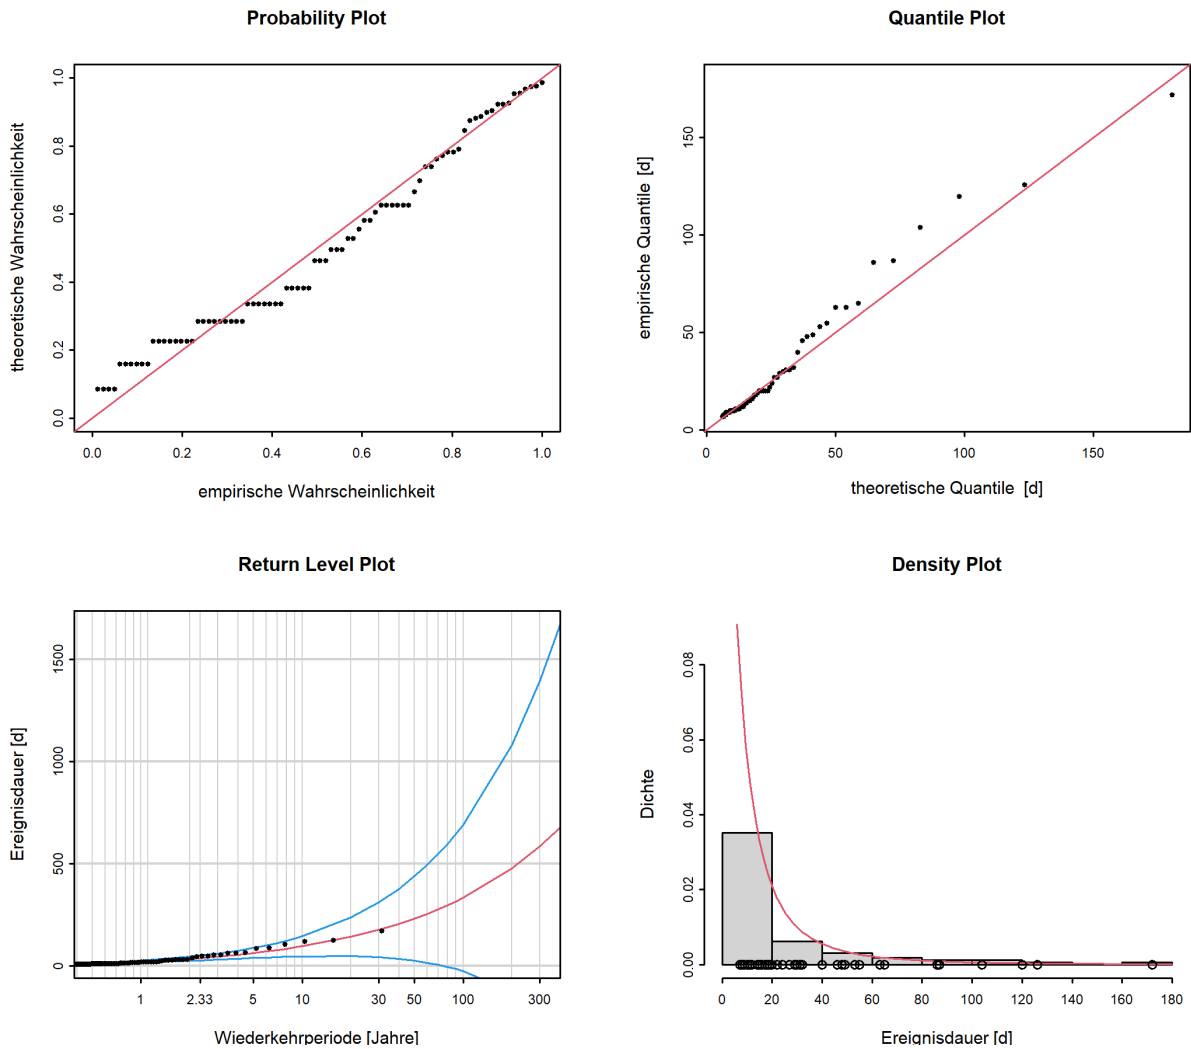 Probability Plot
theoretische Wahrscheinlichkeit
1.0
0.8
0.6
0.4
0.2
0.0
0.0 0.2 0.4 0.6 0.8 1.0
empirische Wahrscheinlichkeit
Quantile Plot
empirische Quantile [d]
150
100
50
0
0 50 100 150
theoretische Quantile [d]
Return Level Plot
Ereignisdauer [d]
1500
1000
500
0
1 2.33 5 10 30 50 100 300
Wiederkehrperiode [Jahre]
Density Plot
Dichte
0.08
0.06
0.04
0.02
0.00
0 20 40 60 80 100 120 140 160 180
Ereignisdauer [d]